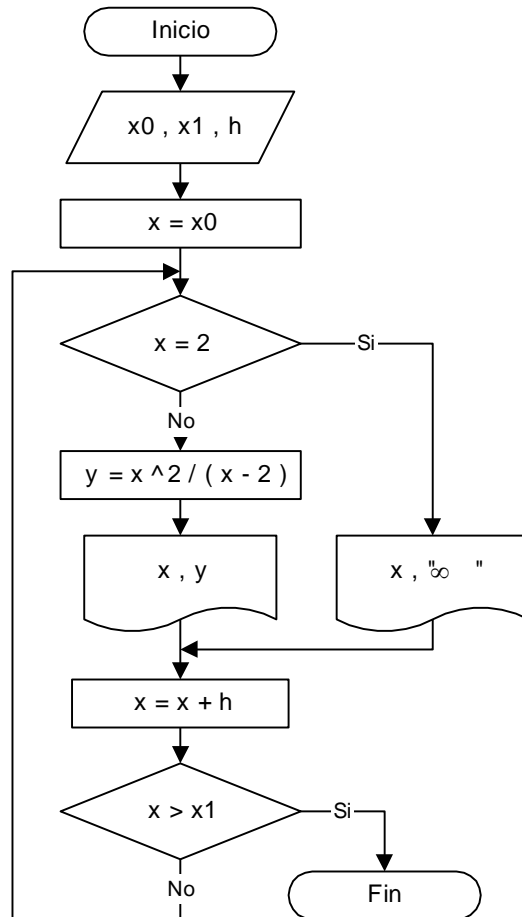 Inicio
x0 , x1 , h
x = x0
x = 2
Si
No
y = x ^2 / ( x - 2 )
x , y
x , "∞ "
x = x + h
x > x1
Si
No
Fin